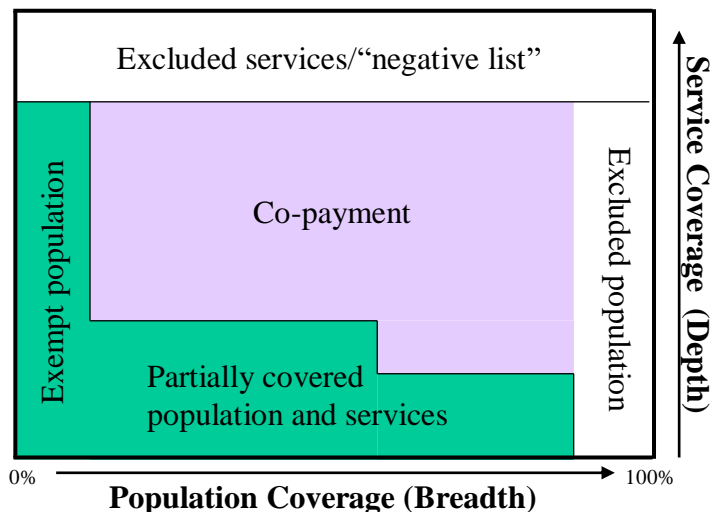 Excluded services/“negative list”
Exempt population
Co-payment
Excluded population
Service Coverage (Depth)
Partially covered
population and services
0%
100%
Population Coverage (Breadth)